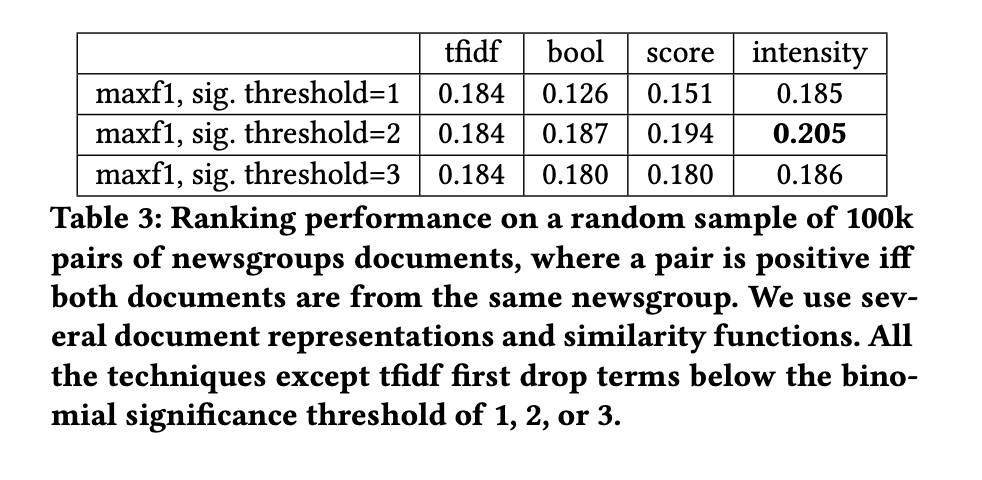 tfidf bool score intensity
maxf1, sig. threshold=1 0.184 0.126 0.151 0.185
maxf1, sig. threshold=2 0.184 0.187 0.194 0.205
maxf1, sig. threshold=3 0.184 0.180 0.180 0.186
Table 3: Ranking performance on a random sample of 100k
pairs of newsgroups documents, where a pair is positive iff
both documents are from the same newsgroup. We use sev-
eral document representations and similarity functions. All
the techniques except tfidf first drop terms below the bino-
mial significance threshold of 1, 2, or 3.